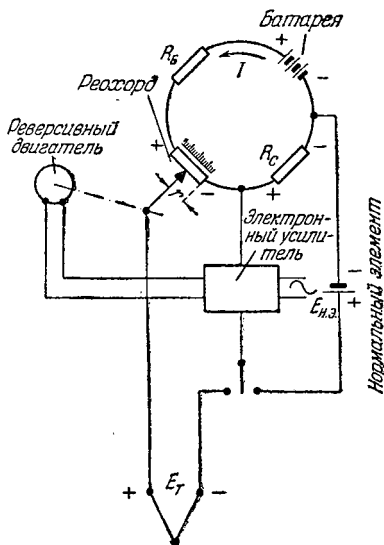 Батарея
+
-
I
Rб
Реохорд
+
-
r
Rс
-
+
Реверсивный
двигатель
Электрон-
ный усили-
тель
Eн.э.
-
+
Нормальный элемент
+
Eт
-